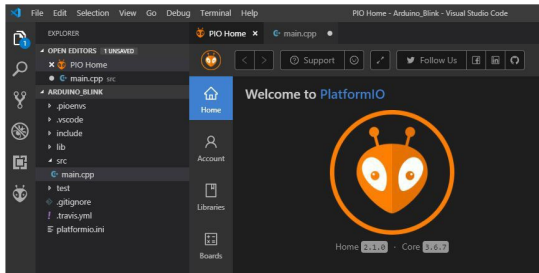 File Edit Selection View Go Debug Terminal Help PIO Home - Arduino_Blink - Visual Studio Code
EXPLORER
OPEN EDITORS 1 UNSAVED
PIO Home
main.cpp src
ARDUINO_BLINK
.pioenvs
.vscode
include
lib
src
main.cpp
test
.gitignore
.travis.yml
platformio.ini
1
PIO Home main.cpp
Support Follow Us
Home
Account
Libraries
Boards
Welcome to PlatformIO
Home 2.1.0 - Core 3.6.7